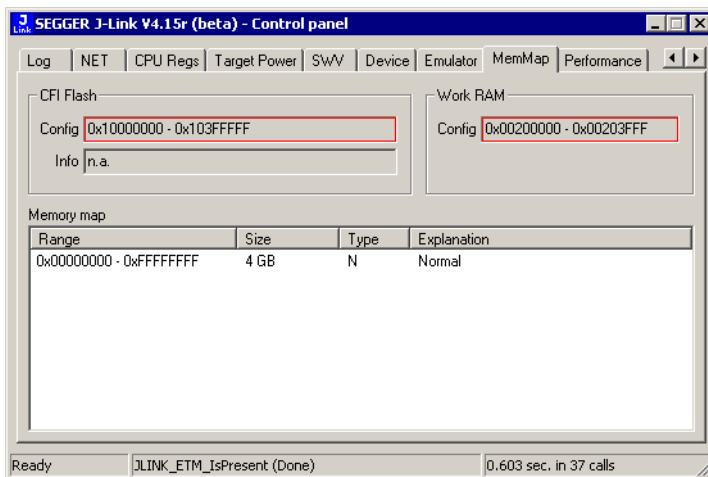 J
Link
SEGGER J-Link V4.15r (beta) - Control panel
Log NET CPU Regs Target Power SWV Device Emulator MemMap Performance
CFI Flash
Config 0x10000000 - 0x103FFFFF
Info n.a.
Work RAM
Config 0x00200000 - 0x00203FFF
Memory map
Range Size Type Explanation
0x00000000 - 0xFFFFFFFF 4 GB N Normal
Ready JLINK_ETM_IsPresent (Done) 0.603 sec. in 37 calls